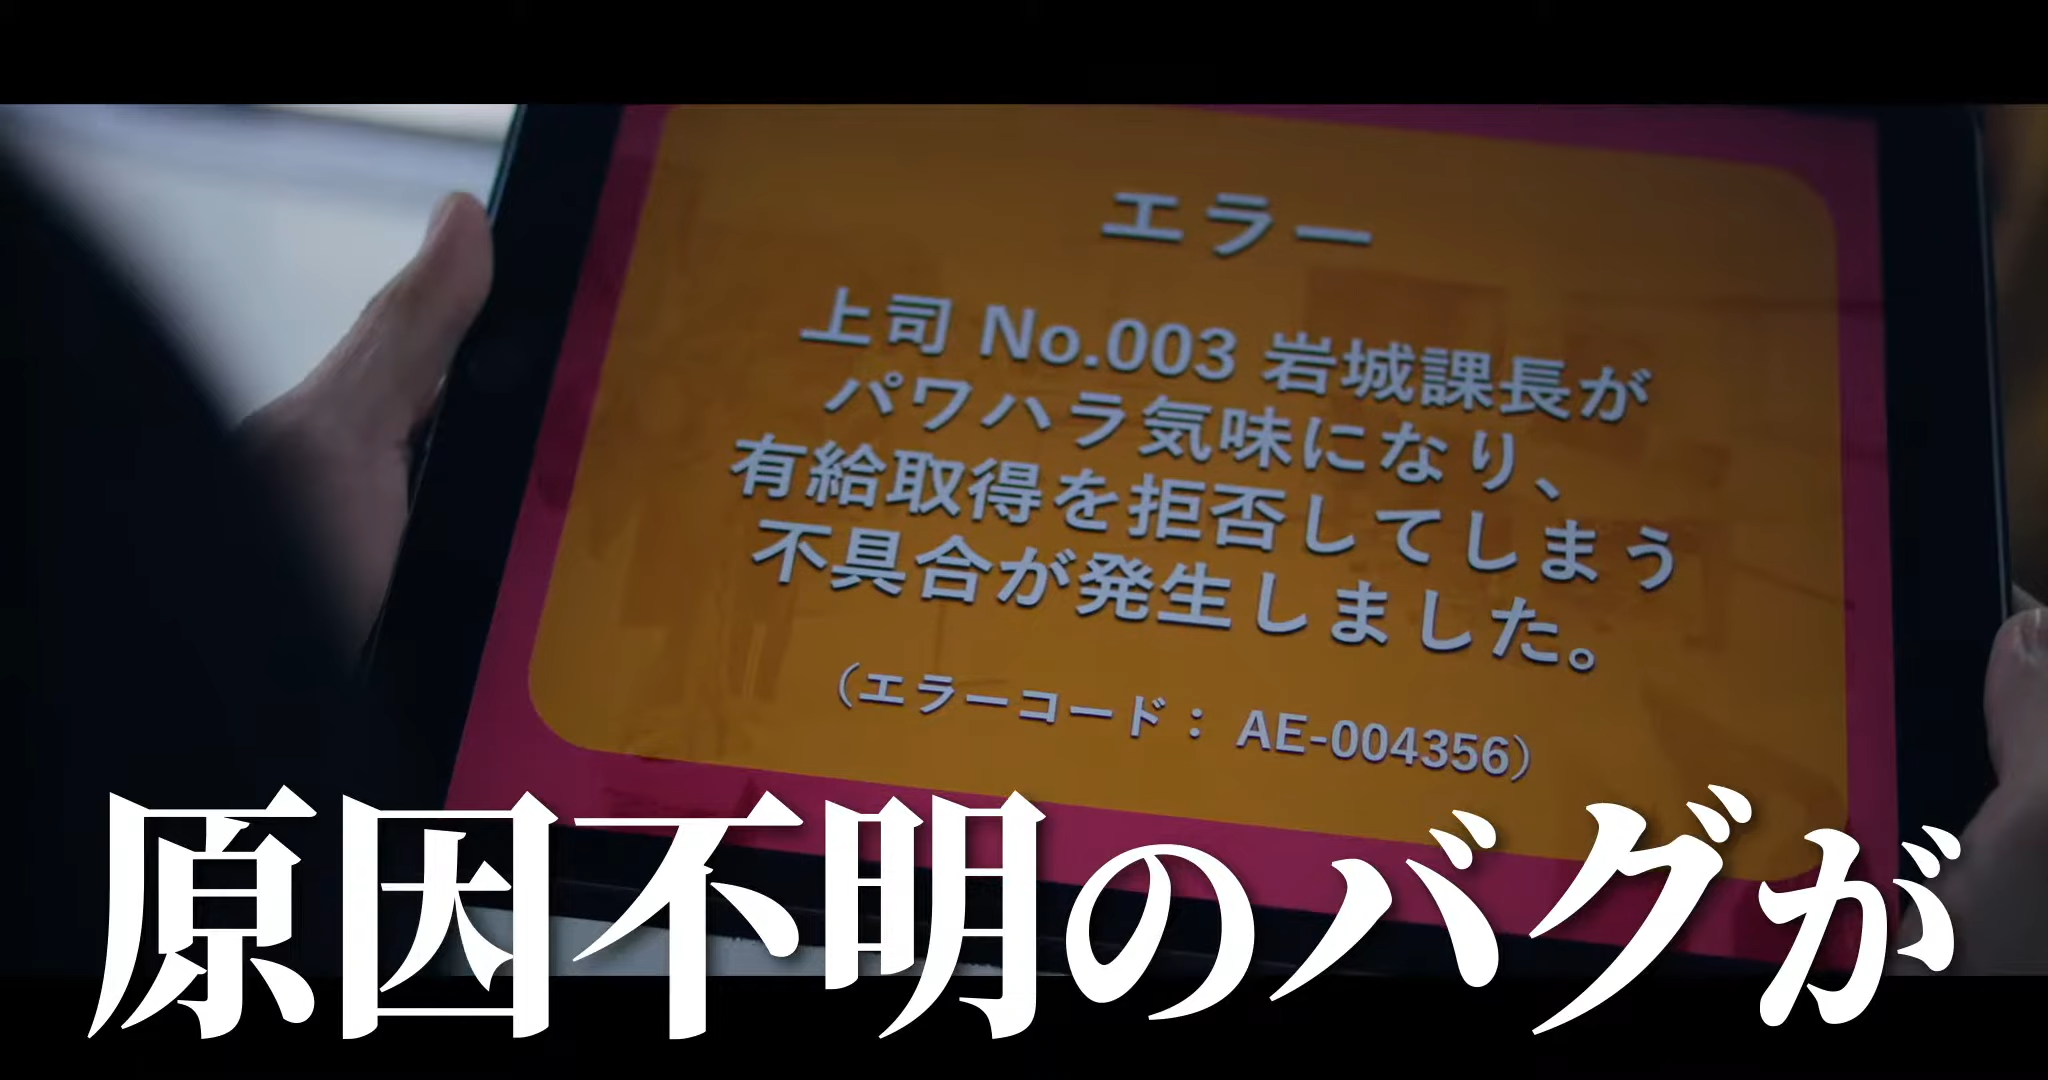 エラー
上司 No.003 岩城課長が
パワハラ気味になり、
有給取得を拒否してしまう
不具合が発生しました。
（エラーコード： AE-004356）
原因不明のバグが